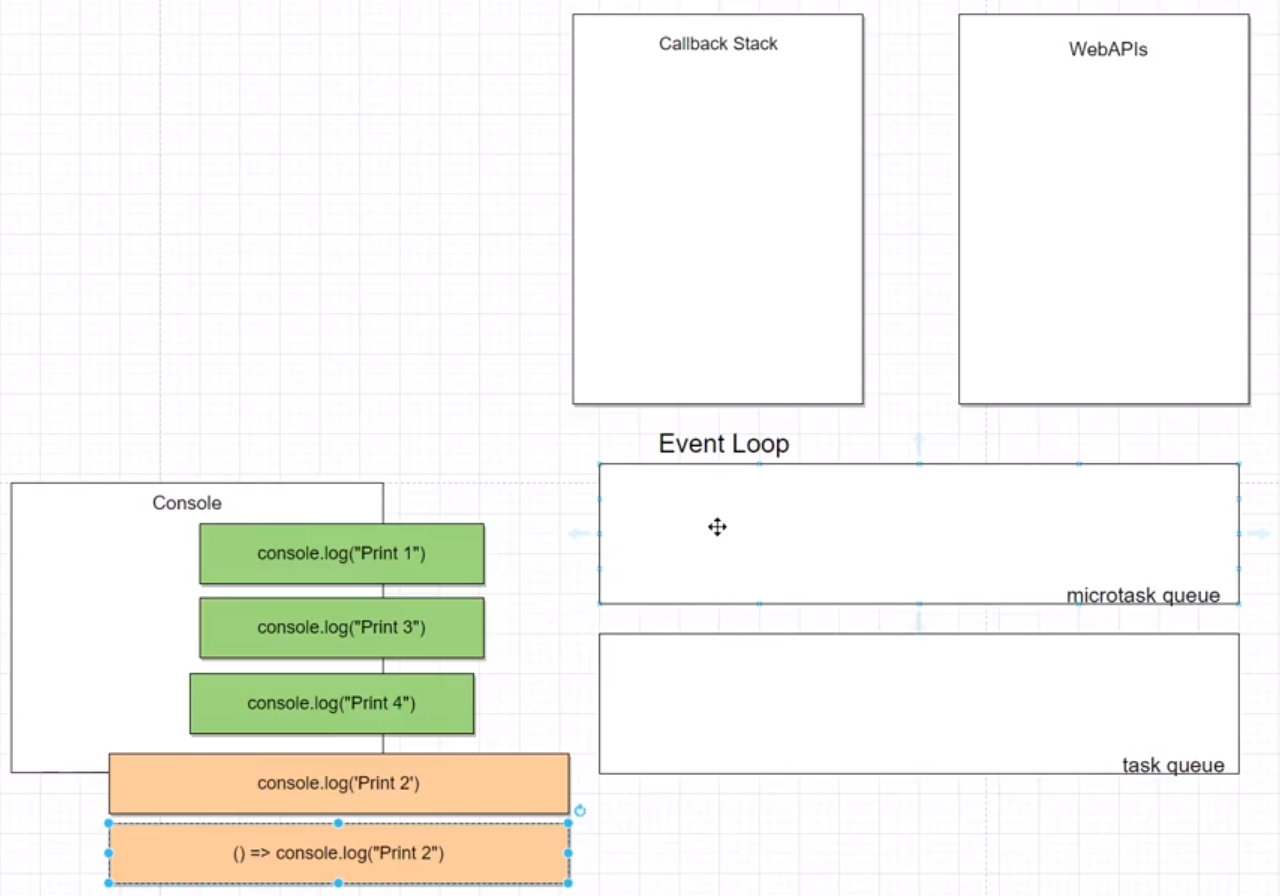 Callback Stack
WebAPIs
Event Loop
Console
console.log("Print 1")
console.log("Print 3")
microtask queue
console.log("Print 4")
task queue
console.log('Print 2')
() => console.log("Print 2")